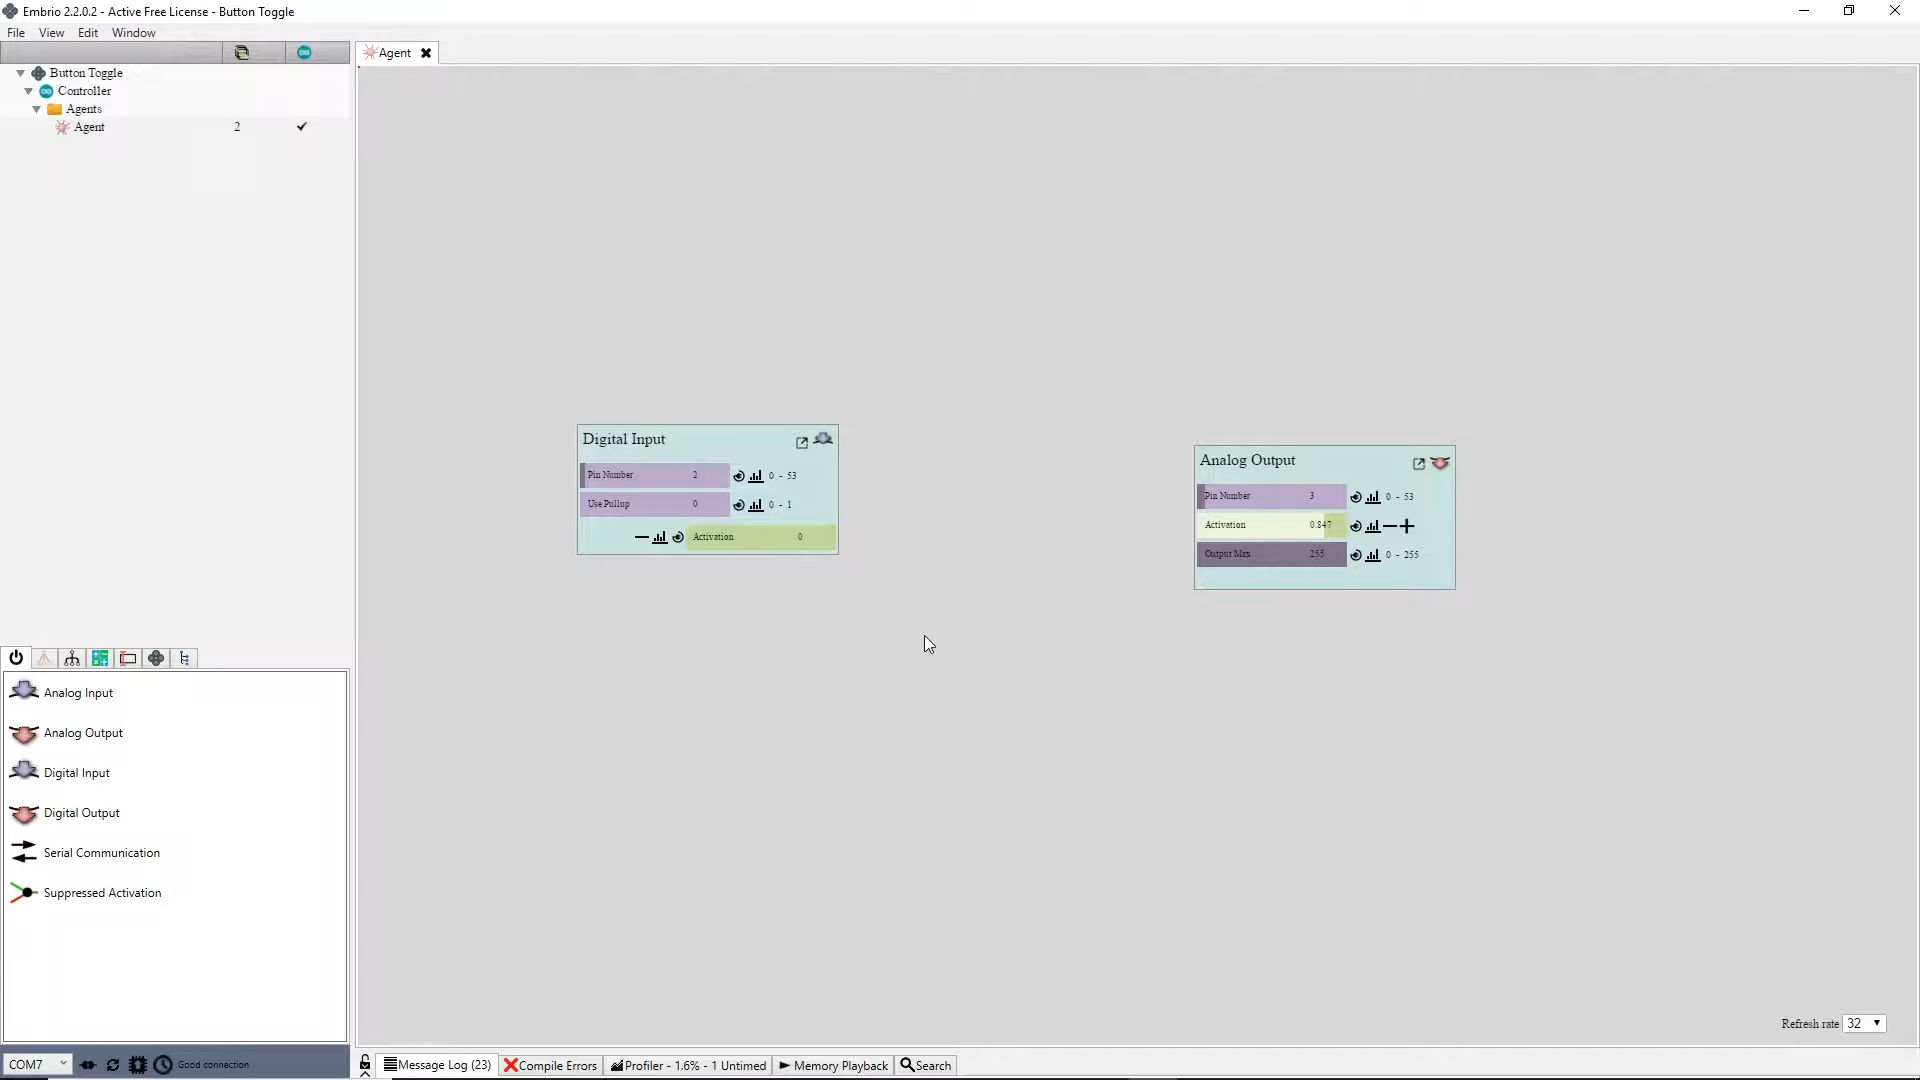 Embrio 2.2.0.2 - Active Free License - Button Toggle
File View Edit Window
Agent
Button Toggle
Controller
Agents
Agent 2
Digital Input
Pin Number 2 0 - 53
Use Pullup 0 0 - 1
Activation 0
Analog Output
Pin Number 3 0 - 53
Activation 0.847
Output Max 255 0 - 255
Analog Input
Analog Output
Digital Input
Digital Output
Serial Communication
Suppressed Activation
Refresh rate 32
COM7 Good connection
Message Log (23) Compile Errors Profiler - 1.6% - 1 Untimed Memory Playback Search